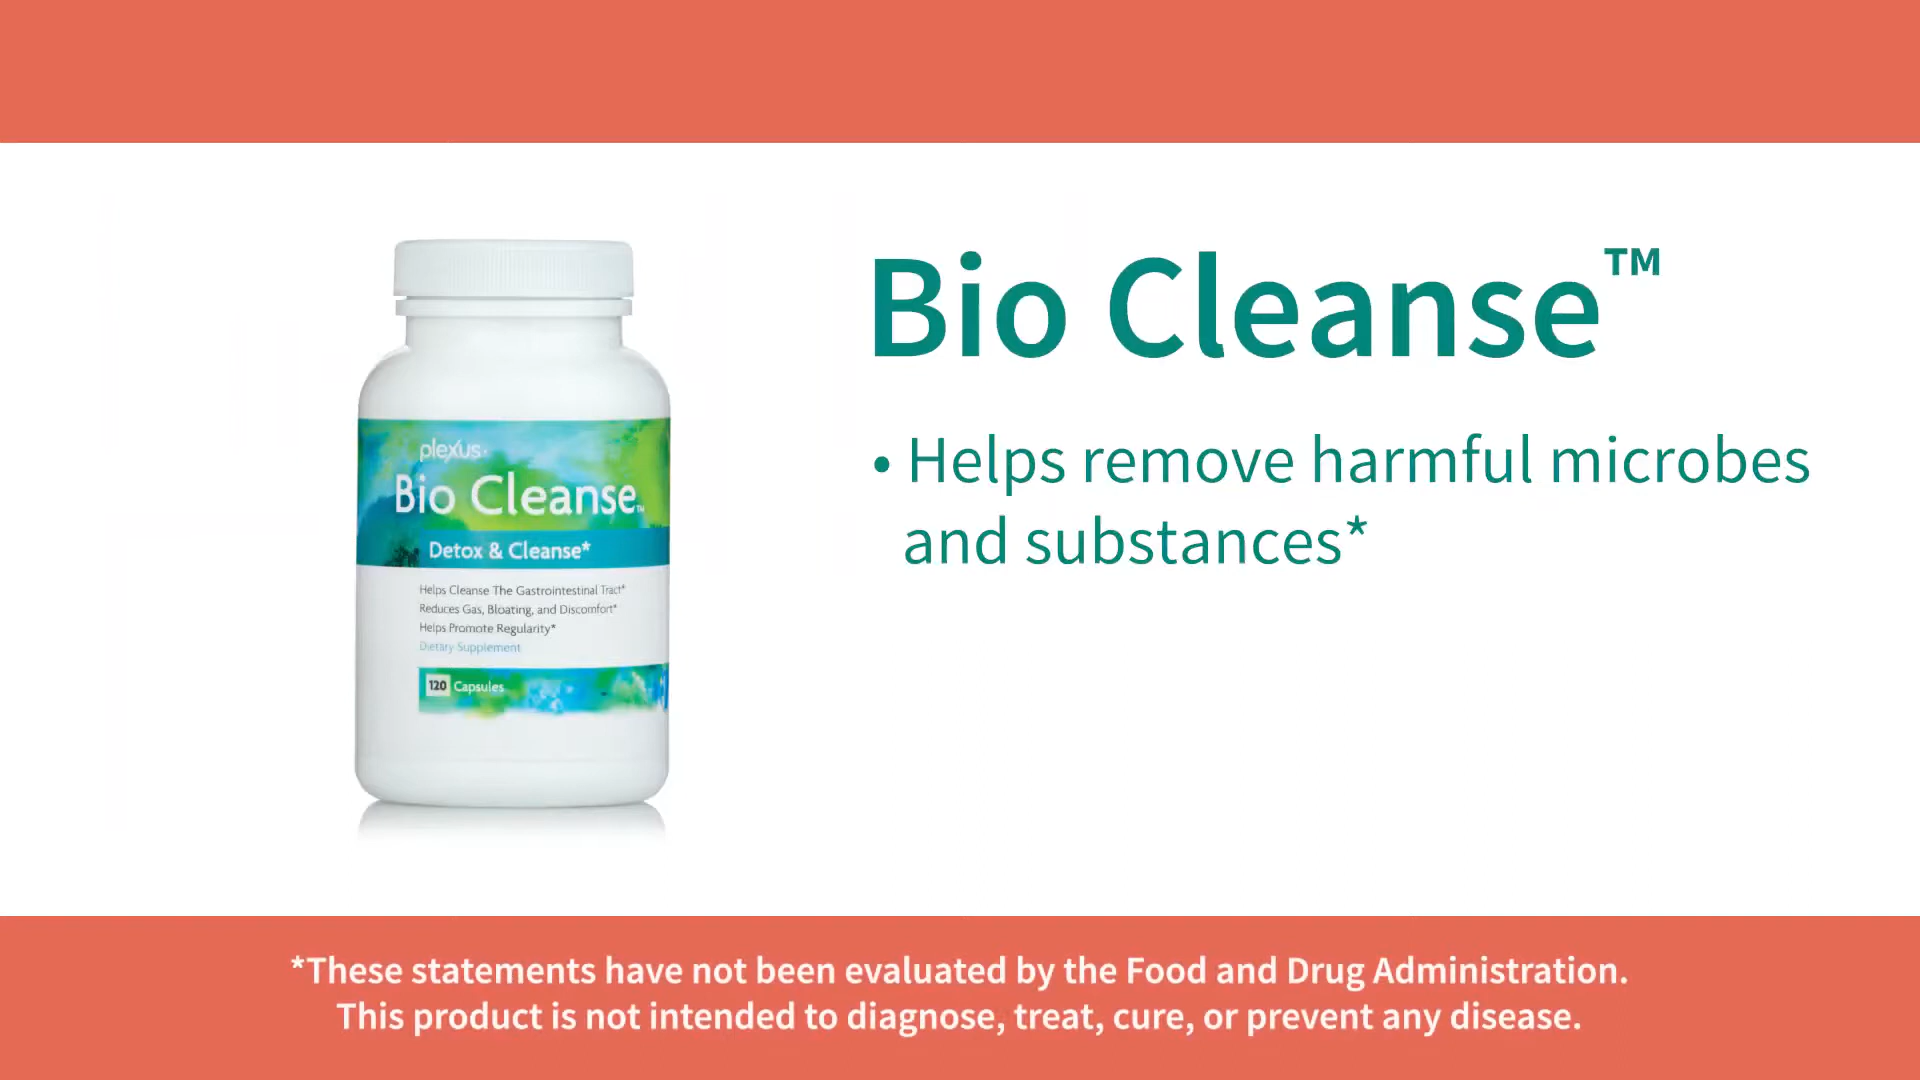 plexus
Bio Cleanse™
Detox & Cleanse*
Helps Cleanse The Gastrointestinal Tract*
Reduces Gas, Bloating, and Discomfort*
Helps Promote Regularity*
Dietary Supplement
120 Capsules
Bio Cleanse™
• Helps remove harmful microbes
and substances*
*These statements have not been evaluated by the Food and Drug Administration.
This product is not intended to diagnose, treat, cure, or prevent any disease.